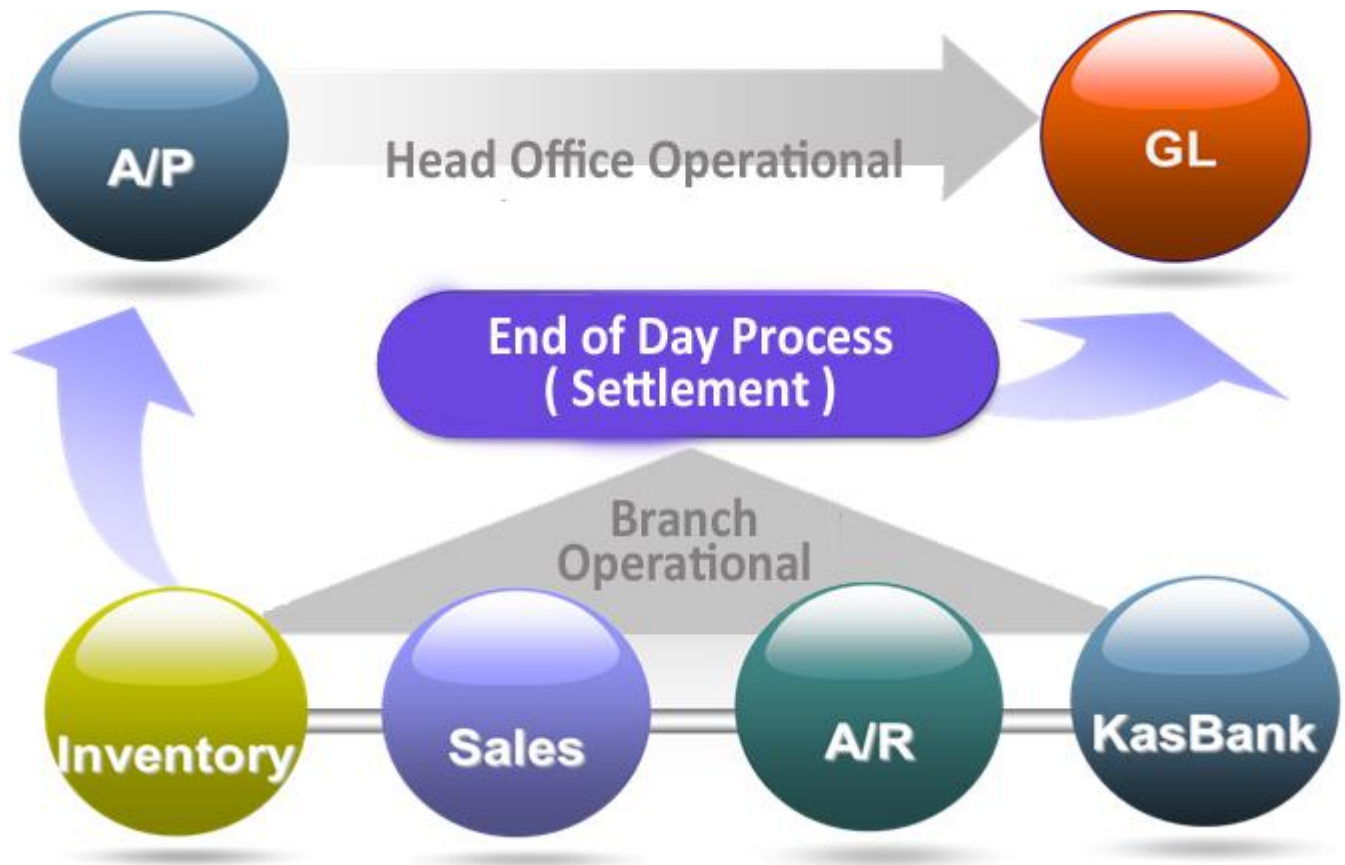 A/P
Head Office Operational
GL
End of Day Process
( Settlement )
Branch
Operational
Inventory
Sales
A/R
KasBank